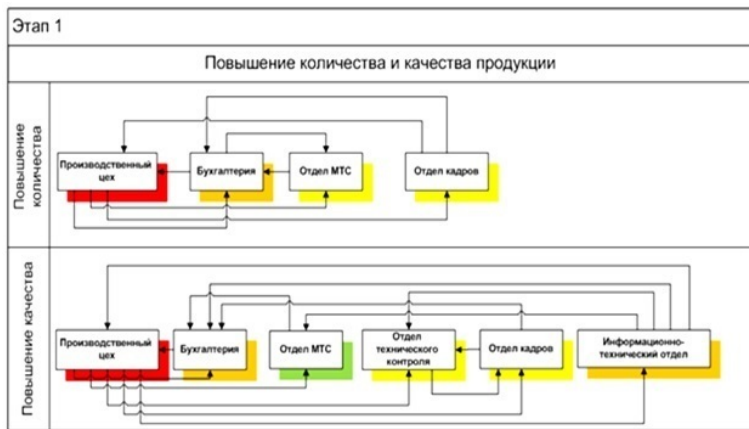 Этап 1
Повышение количества и качества продукции
Повышение
количества
Производственный
цех
Бухгалтерия
Отдел МТС
Отдел кадров
Повышение качества
Производственный
цех
Бухгалтерия
Отдел МТС
Отдел
технического
контроля
Отдел кадров
Информационно-
технический отдел